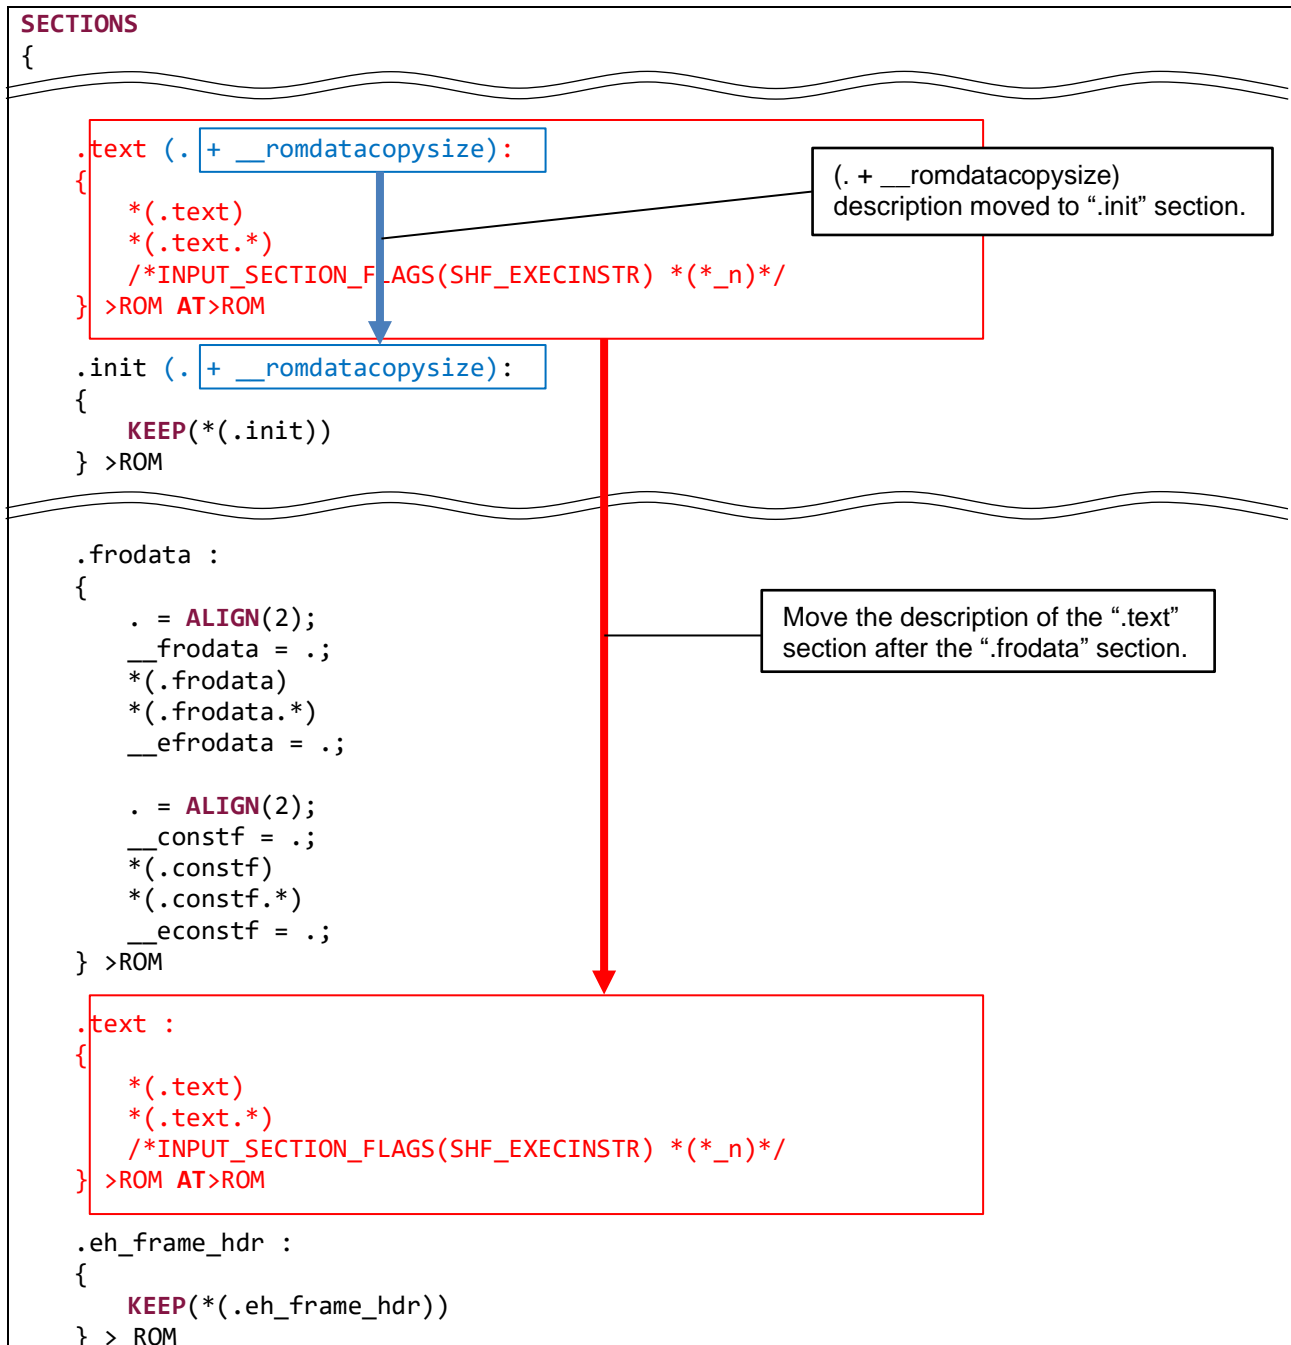 SECTIONS
{
.text (. + __romdatacopysize):
{
*(.text)
*(.text.*)
/*INPUT_SECTION_FLAGS(SHF_EXECINSTR) *(*_n)*/
} >ROM AT>ROM
(. + __romdatacopysize)
description moved to “.init” section.
.init (. + __romdatacopysize):
{
KEEP(*(.init))
} >ROM
.frodata :
{
. = ALIGN(2);
__frodata = .;
*(.frodata)
*(.frodata.*)
__efrodata = .;
. = ALIGN(2);
__constf = .;
*(.constf)
*(.constf.*)
__econstf = .;
} >ROM
Move the description of the “.text”
section after the “.frodata” section.
.text :
{
*(.text)
*(.text.*)
/*INPUT_SECTION_FLAGS(SHF_EXECINSTR) *(*_n)*/
} >ROM AT>ROM
.eh_frame_hdr :
{
KEEP(*(.eh_frame_hdr))
} > ROM